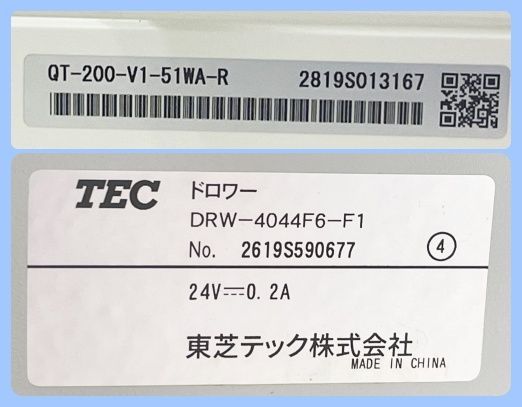 QT-200-V1-51WA-R 2819S013167
TEC ドロワー
DRW-4044F6-F1
No. 2619S590677 ④
24V⎓0.2A
東芝テック株式会社
MADE IN CHINA